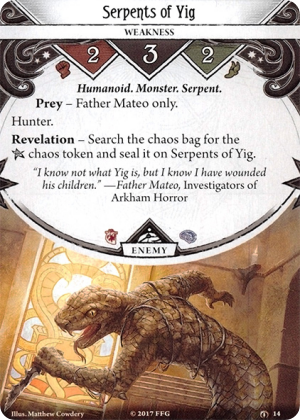 Serpents of Yig
WEAKNESS
2 3 2
Humanoid. Monster. Serpent.
Prey – Father Mateo only.
Hunter.
Revelation – Search the chaos bag for the
chaos token and seal it on Serpents of Yig.
"I know not what Yig is, but I know I have wounded
his children." —Father Mateo, Investigators of
Arkham Horror
ENEMY
Illus. Matthew Cowdery © 2017 FFG 14